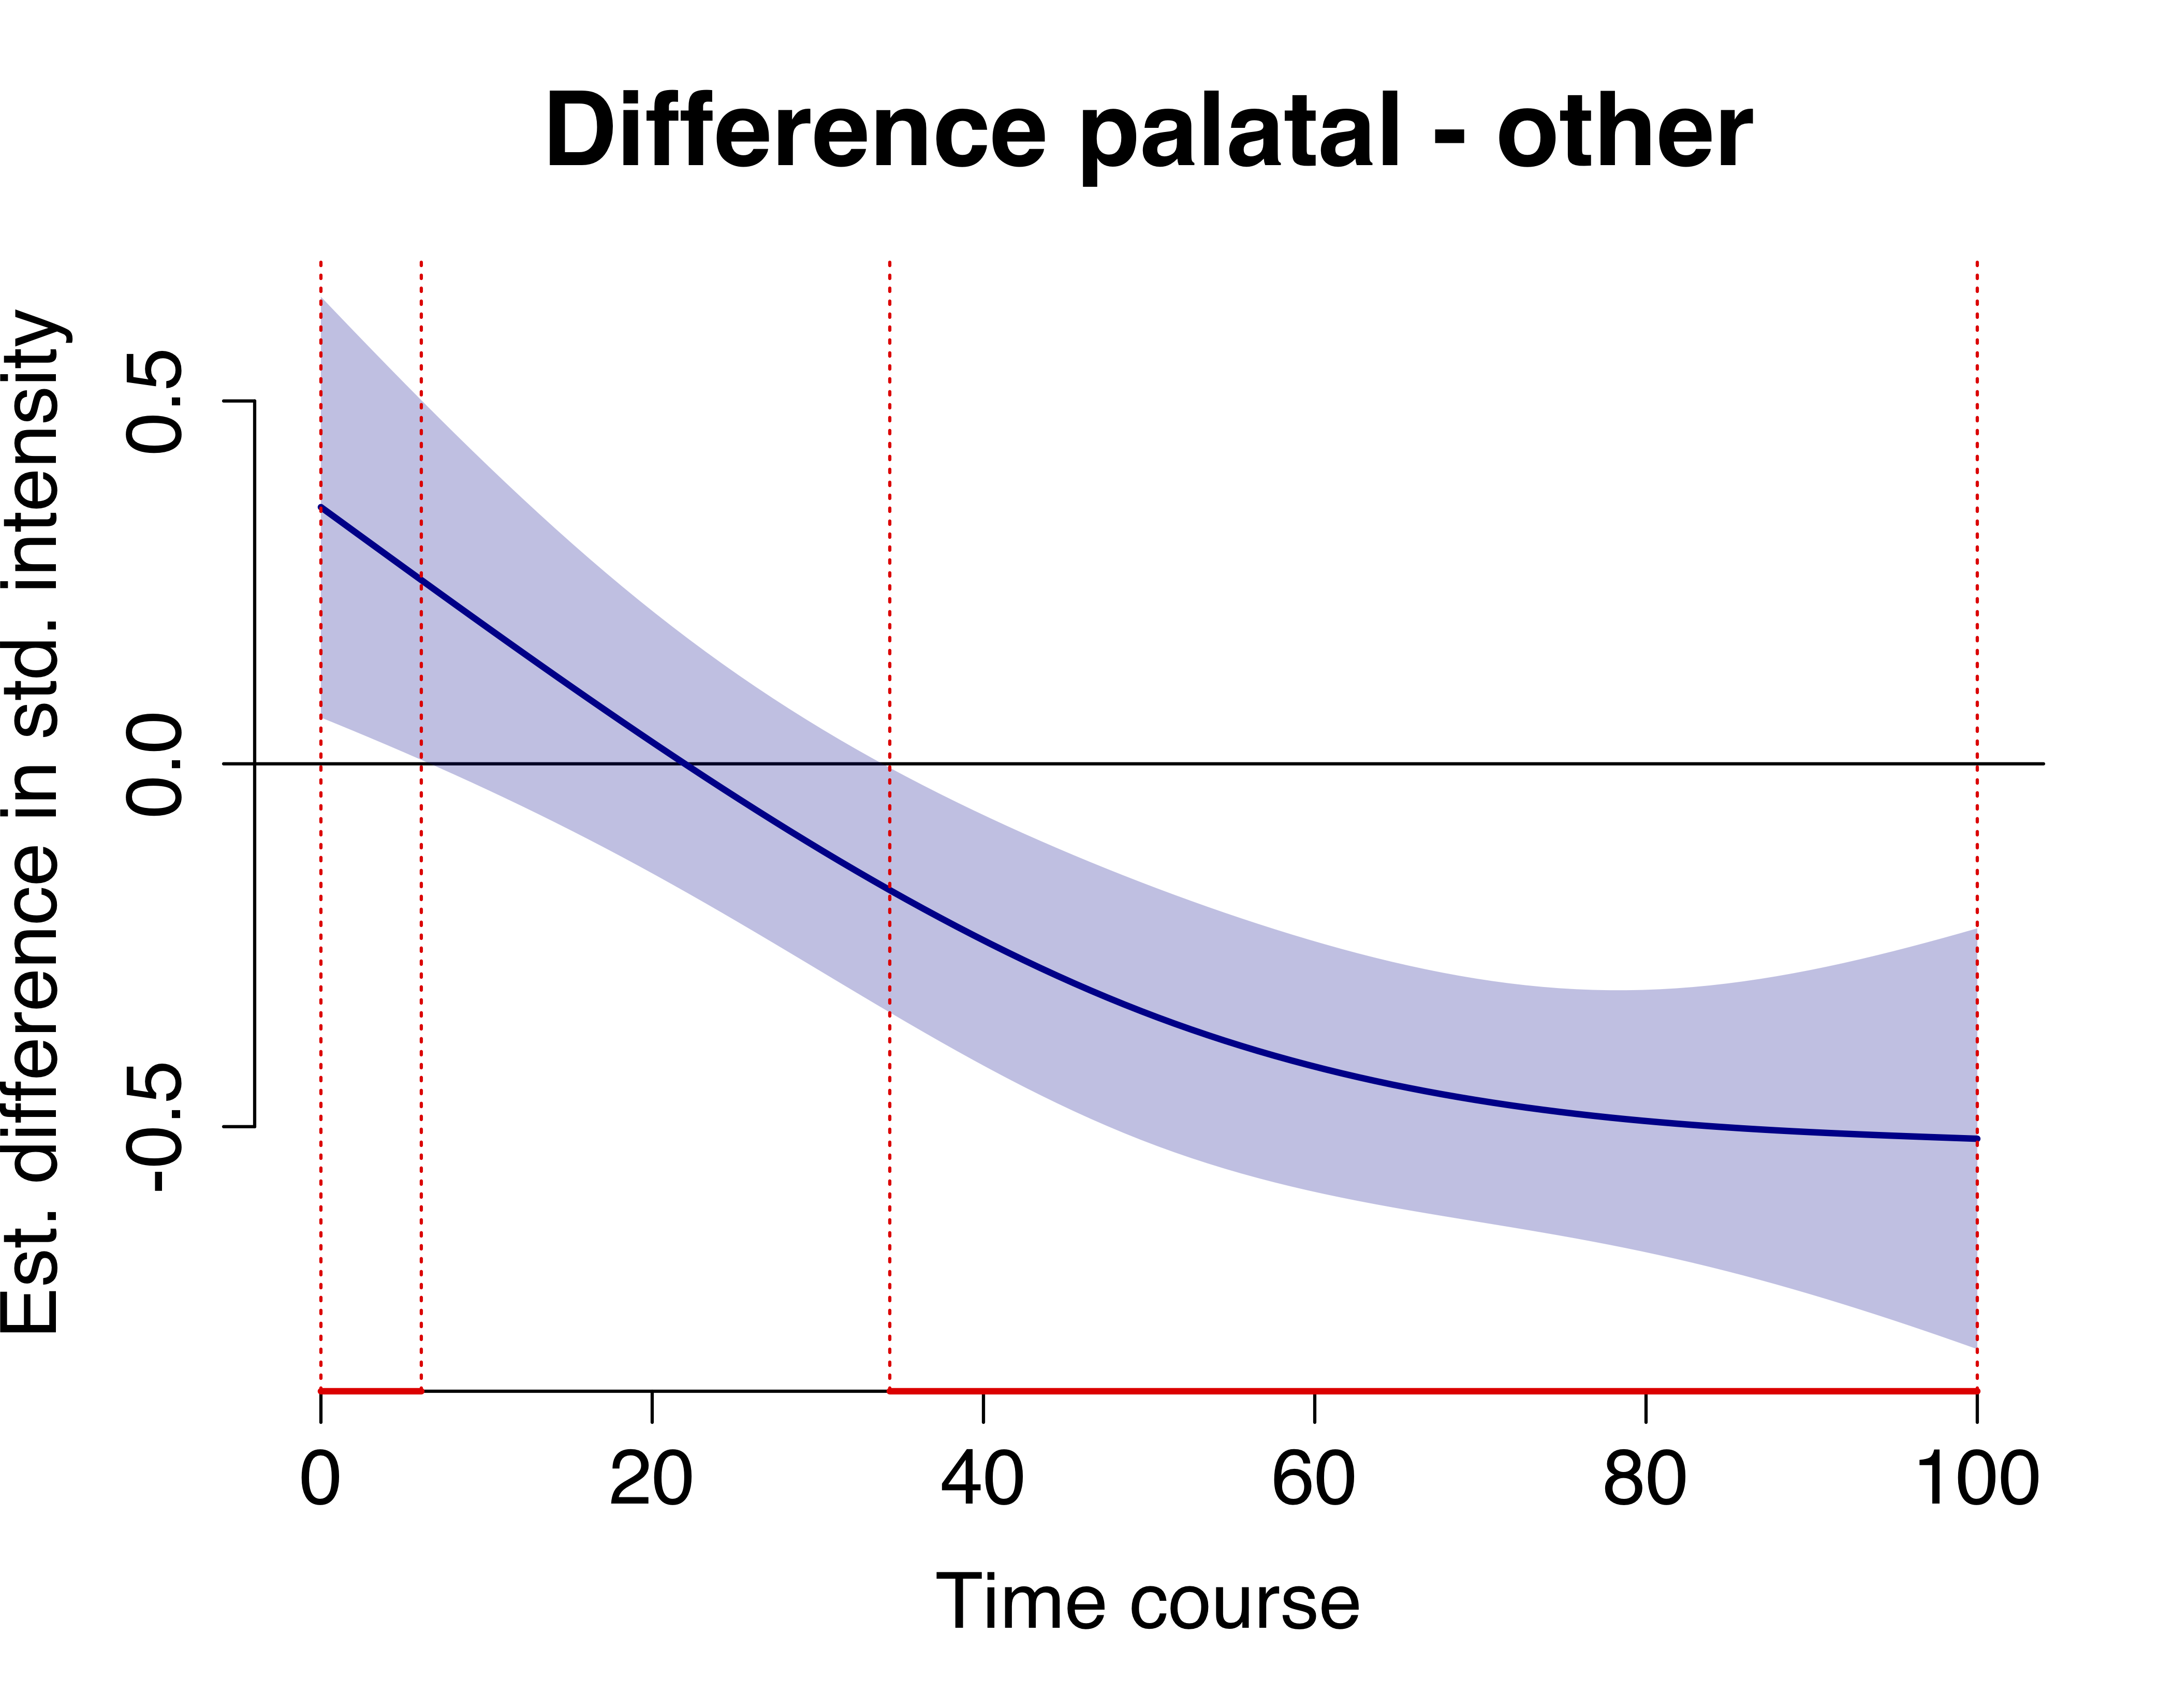 Difference palatal - other
Est. difference in std. intensity
0.5
0.0
-0.5
0 20 40 60 80 100
Time course